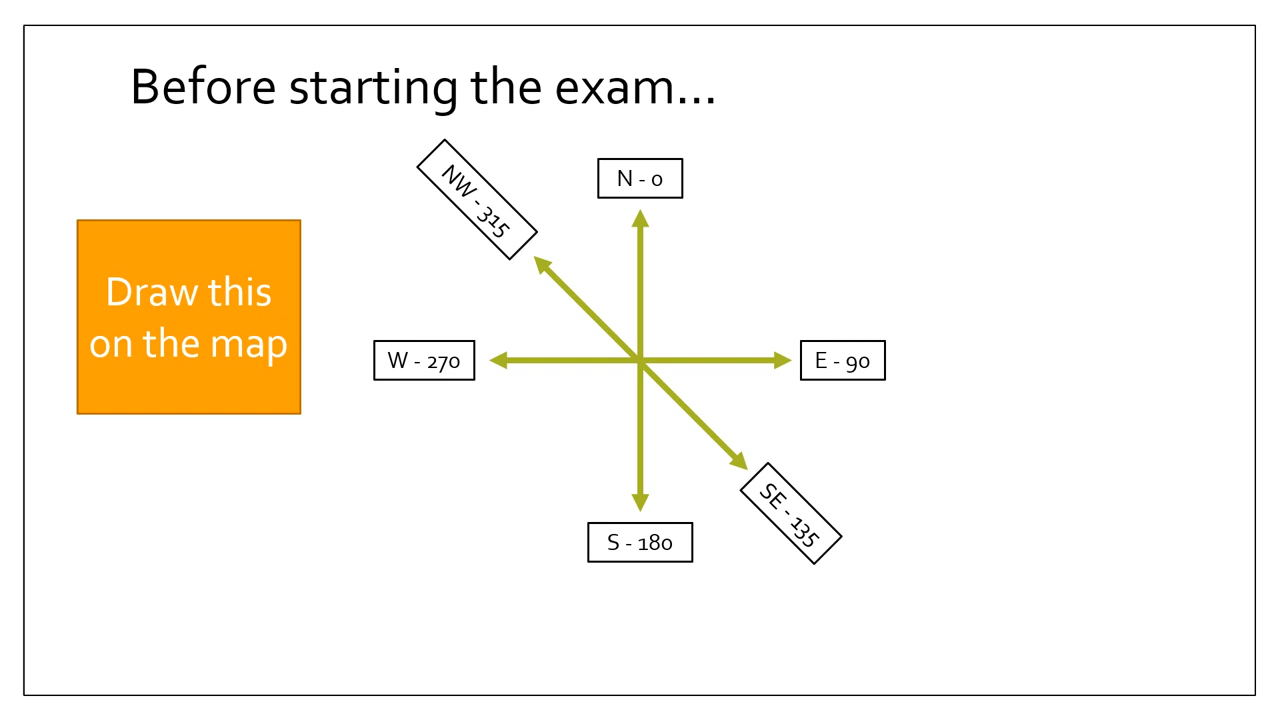 Before starting the exam...
NW - 315
N - 0
Draw this
on the map
W - 270
E - 90
SE - 135
S - 180